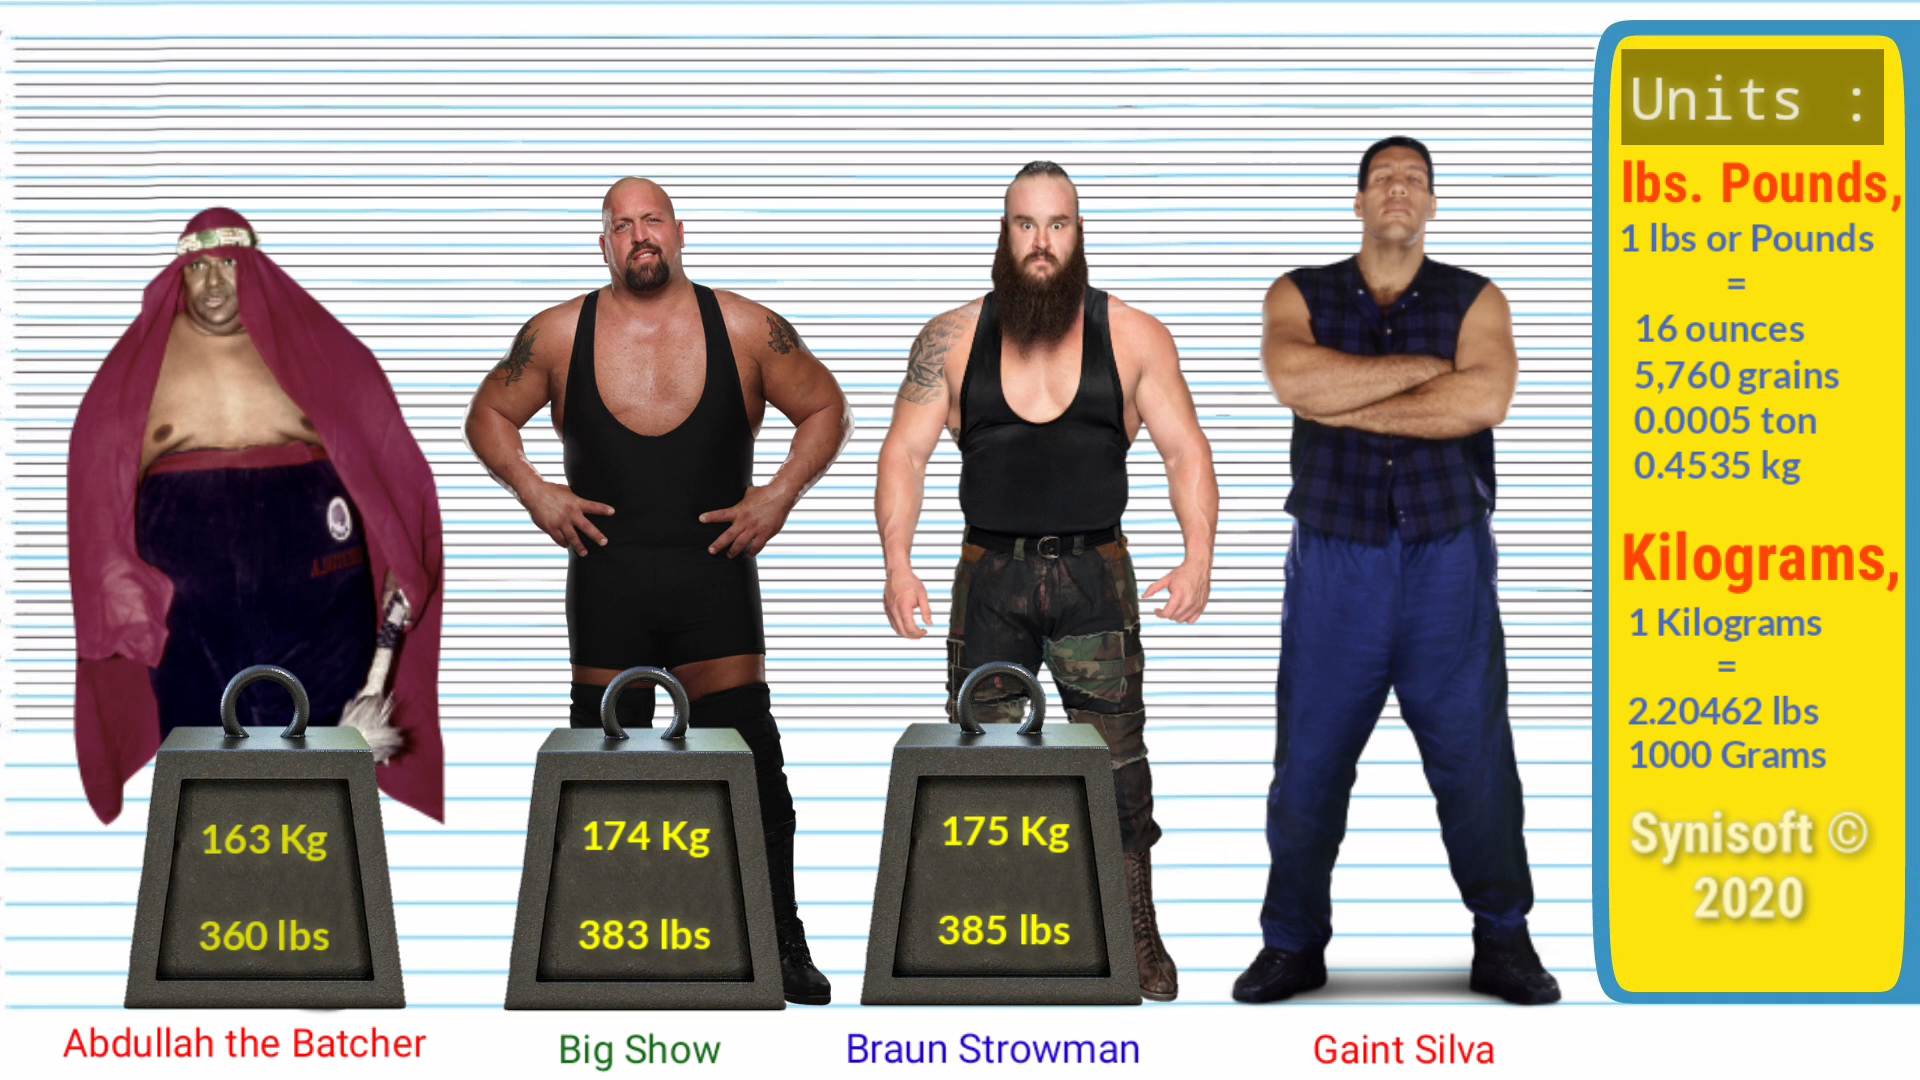 Units :
lbs. Pounds,
1 lbs or Pounds
=
16 ounces
5,760 grains
0.0005 ton
0.4535 kg
Kilograms,
1 Kilograms
=
2.20462 lbs
1000 Grams
Synisoft ©
2020
163 Kg
360 lbs
174 Kg
383 lbs
175 Kg
385 lbs
Abdullah the Batcher
Big Show
Braun Strowman
Gaint Silva